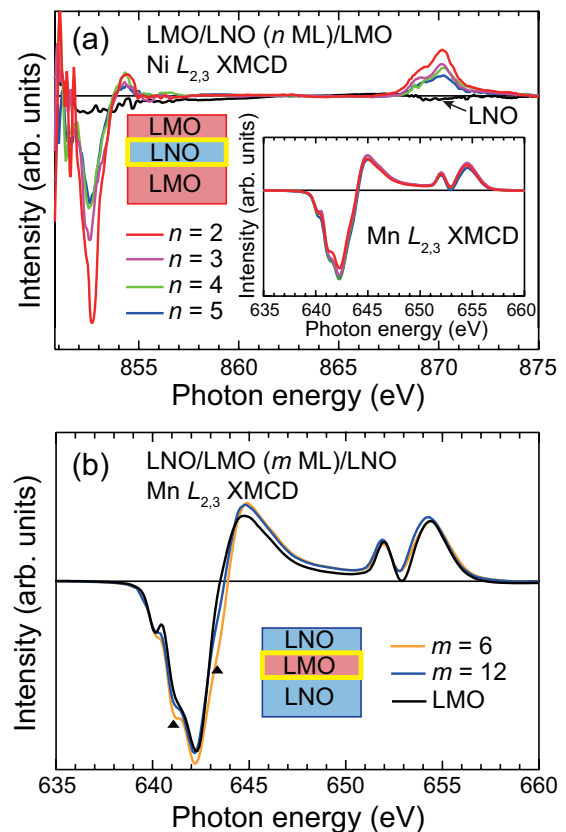 (a)
LMO/LNO (n ML)/LMO
Ni L2,3 XMCD
LNO
LMO
LNO
LMO
n = 2
n = 3
n = 4
n = 5
Intensity (arb. units)
Mn L2,3 XMCD
635 640 645 650 655 660
Photon energy (eV)
Intensity (arb. units)
855 860 865 870 875
Photon energy (eV)
(b)
LNO/LMO (m ML)/LNO
Mn L2,3 XMCD
LNO
LMO
LNO
m = 6
m = 12
LMO
Intensity (arb. units)
635 640 645 650 655 660
Photon energy (eV)